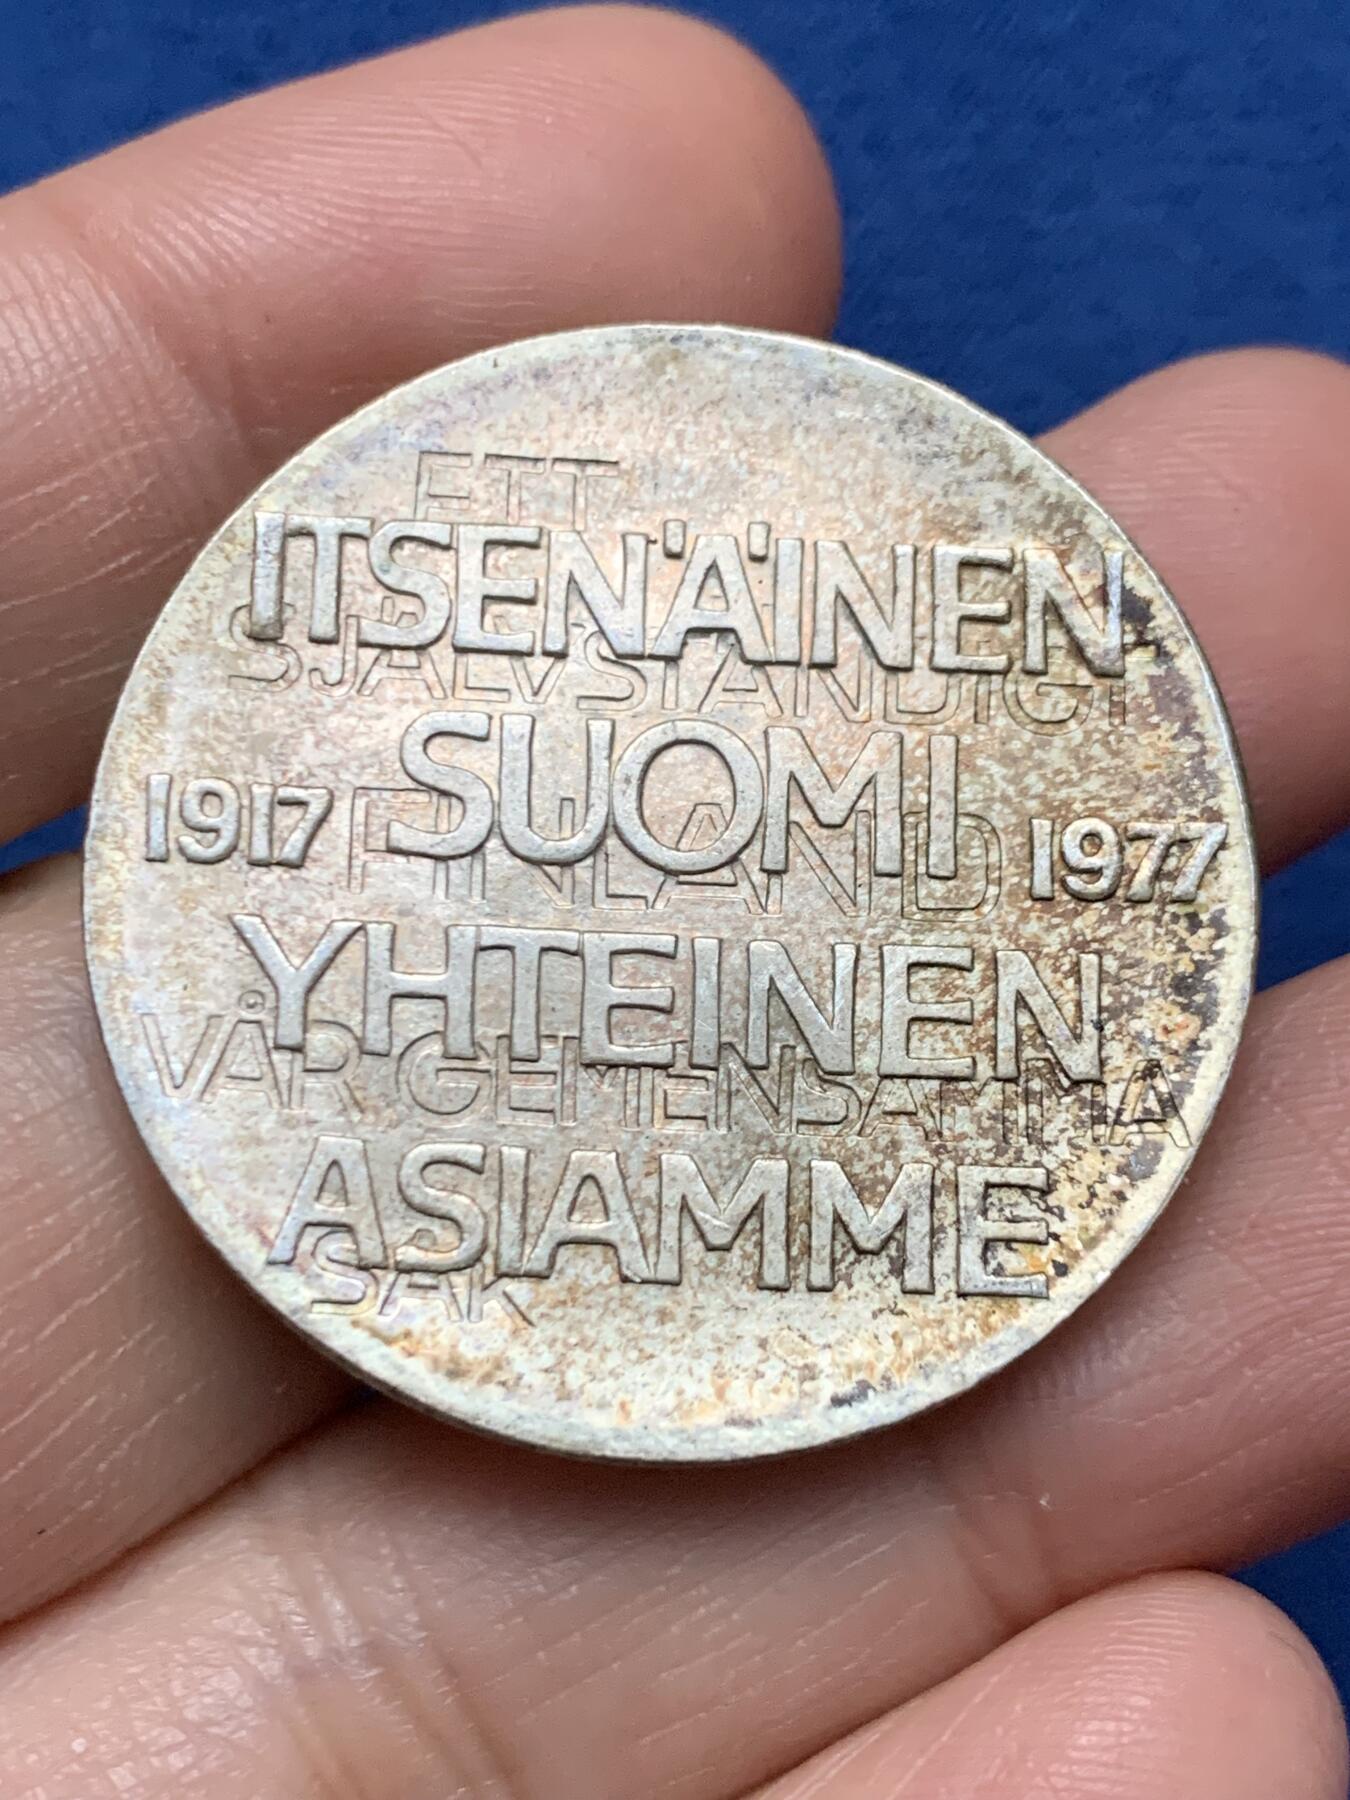 ETT
ITSENÄINEN
SJÄLVSTÄNDIGT
SUOMI
1917 FINLAND 1977
YHTEINEN
VÅR GEMENSAMMA
ASIAMME
SAK